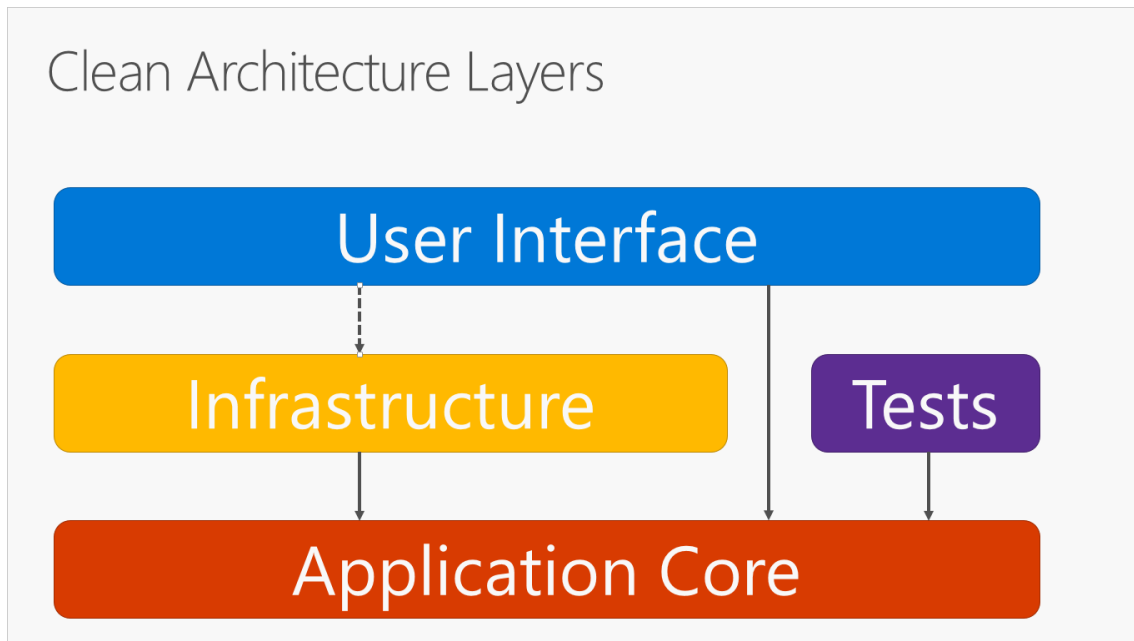 Clean Architecture Layers
User Interface
Infrastructure
Tests
Application Core